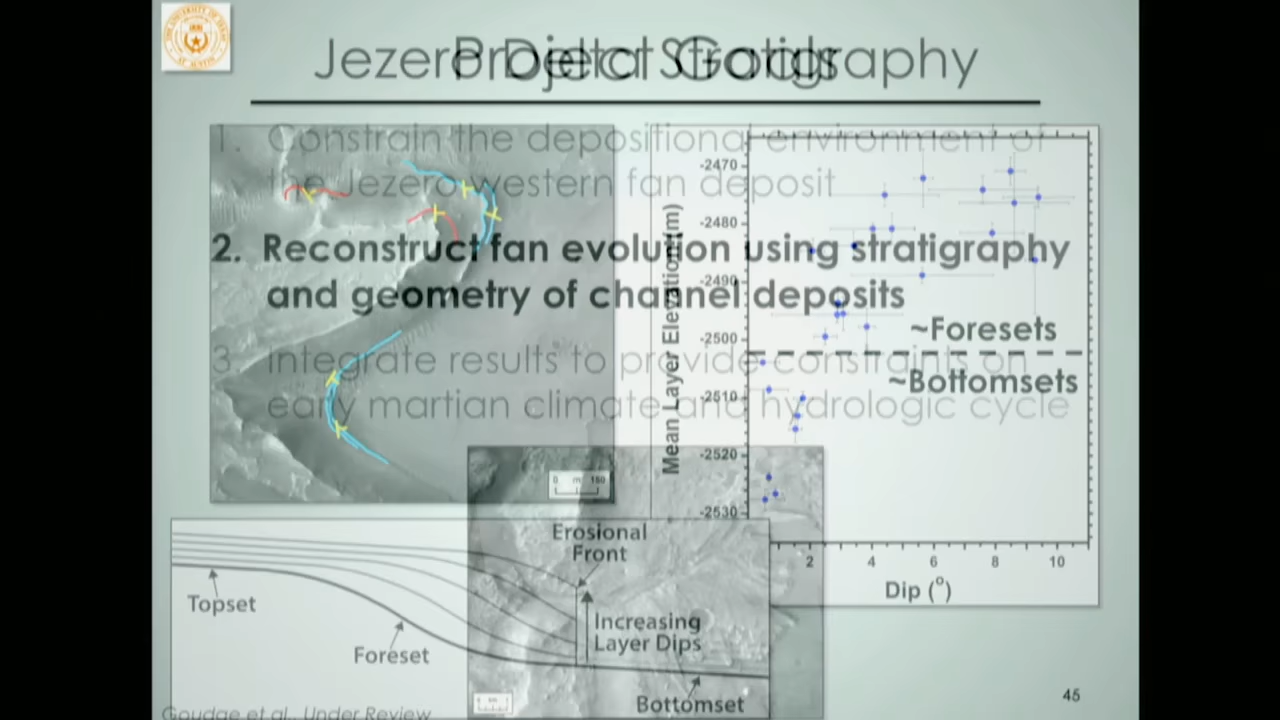 Jezero Delta Stratigraphy
Project Goals
1. Constrain the depositional environment of
the Jezero western fan deposit
2. Reconstruct fan evolution using stratigraphy
and geometry of channel deposits
3. Integrate results to provide constraints on
early martian climate and hydrologic cycle
Mean Layer Elevation (m)
-2470
-2480
-2490
-2500
-2510
-2520
-2530
~Foresets
~Bottomsets
2 4 6 8 10
Dip (°)
0 m 150
Erosional
Front
Topset
Increasing
Layer Dips
Foreset
Bottomset
45
Goudge et al., Under Review